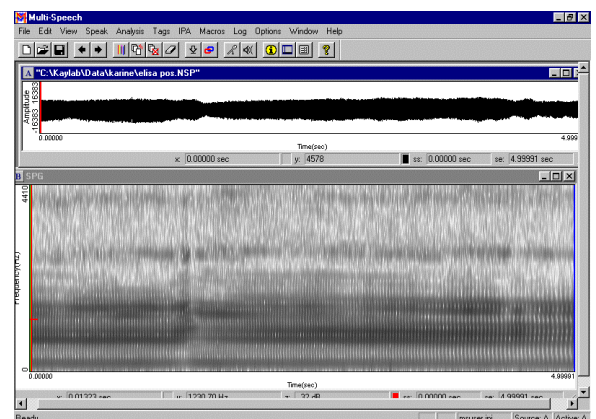 Multi-Speech
File Edit View Speak Analysis Tags IPA Macros Log Options Window Help
A "C:\Kaylab\Data\karine\elisa pos.NSP"
Amplitude
-16383 16383
0.00000 4.999
Time(sec)
x: 0.00000 sec y: 4578 ss: 0.00000 sec se: 4.99991 sec
B SPG
4410
Frequency(Hz)
0
0.00000 4.99991
Time(sec)
x: 0.01323 sec y: 1230.70 Hz z: 32 dB ss: 0.00000 sec se: 4.99991 sec
Ready msuser.ini Source: A Active: A